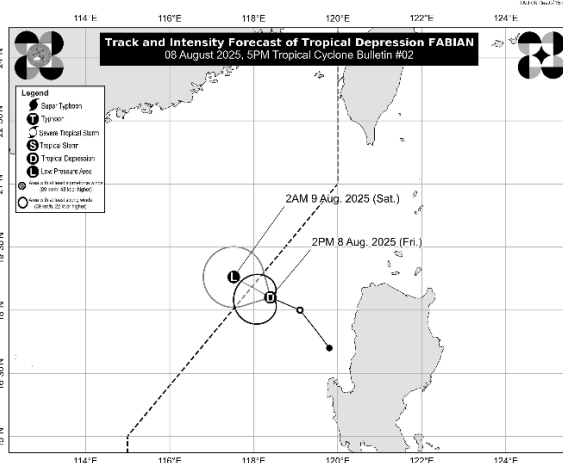 114°E 116°E 118°E 120°E 122°E 124°E
Track and Intensity Forecast of Tropical Depression FABIAN
08 August 2025, 5PM Tropical Cyclone Bulletin #02
Legend
Super Typhoon
T Typhoon
Severe Tropical Storm
S Tropical Storm
D Tropical Depression
L Low Pressure Area
2AM 9 Aug. 2025 (Sat.)
2PM 8 Aug. 2025 (Fri.)
L
D
114°E 116°E 118°E 120°E 122°E 124°E